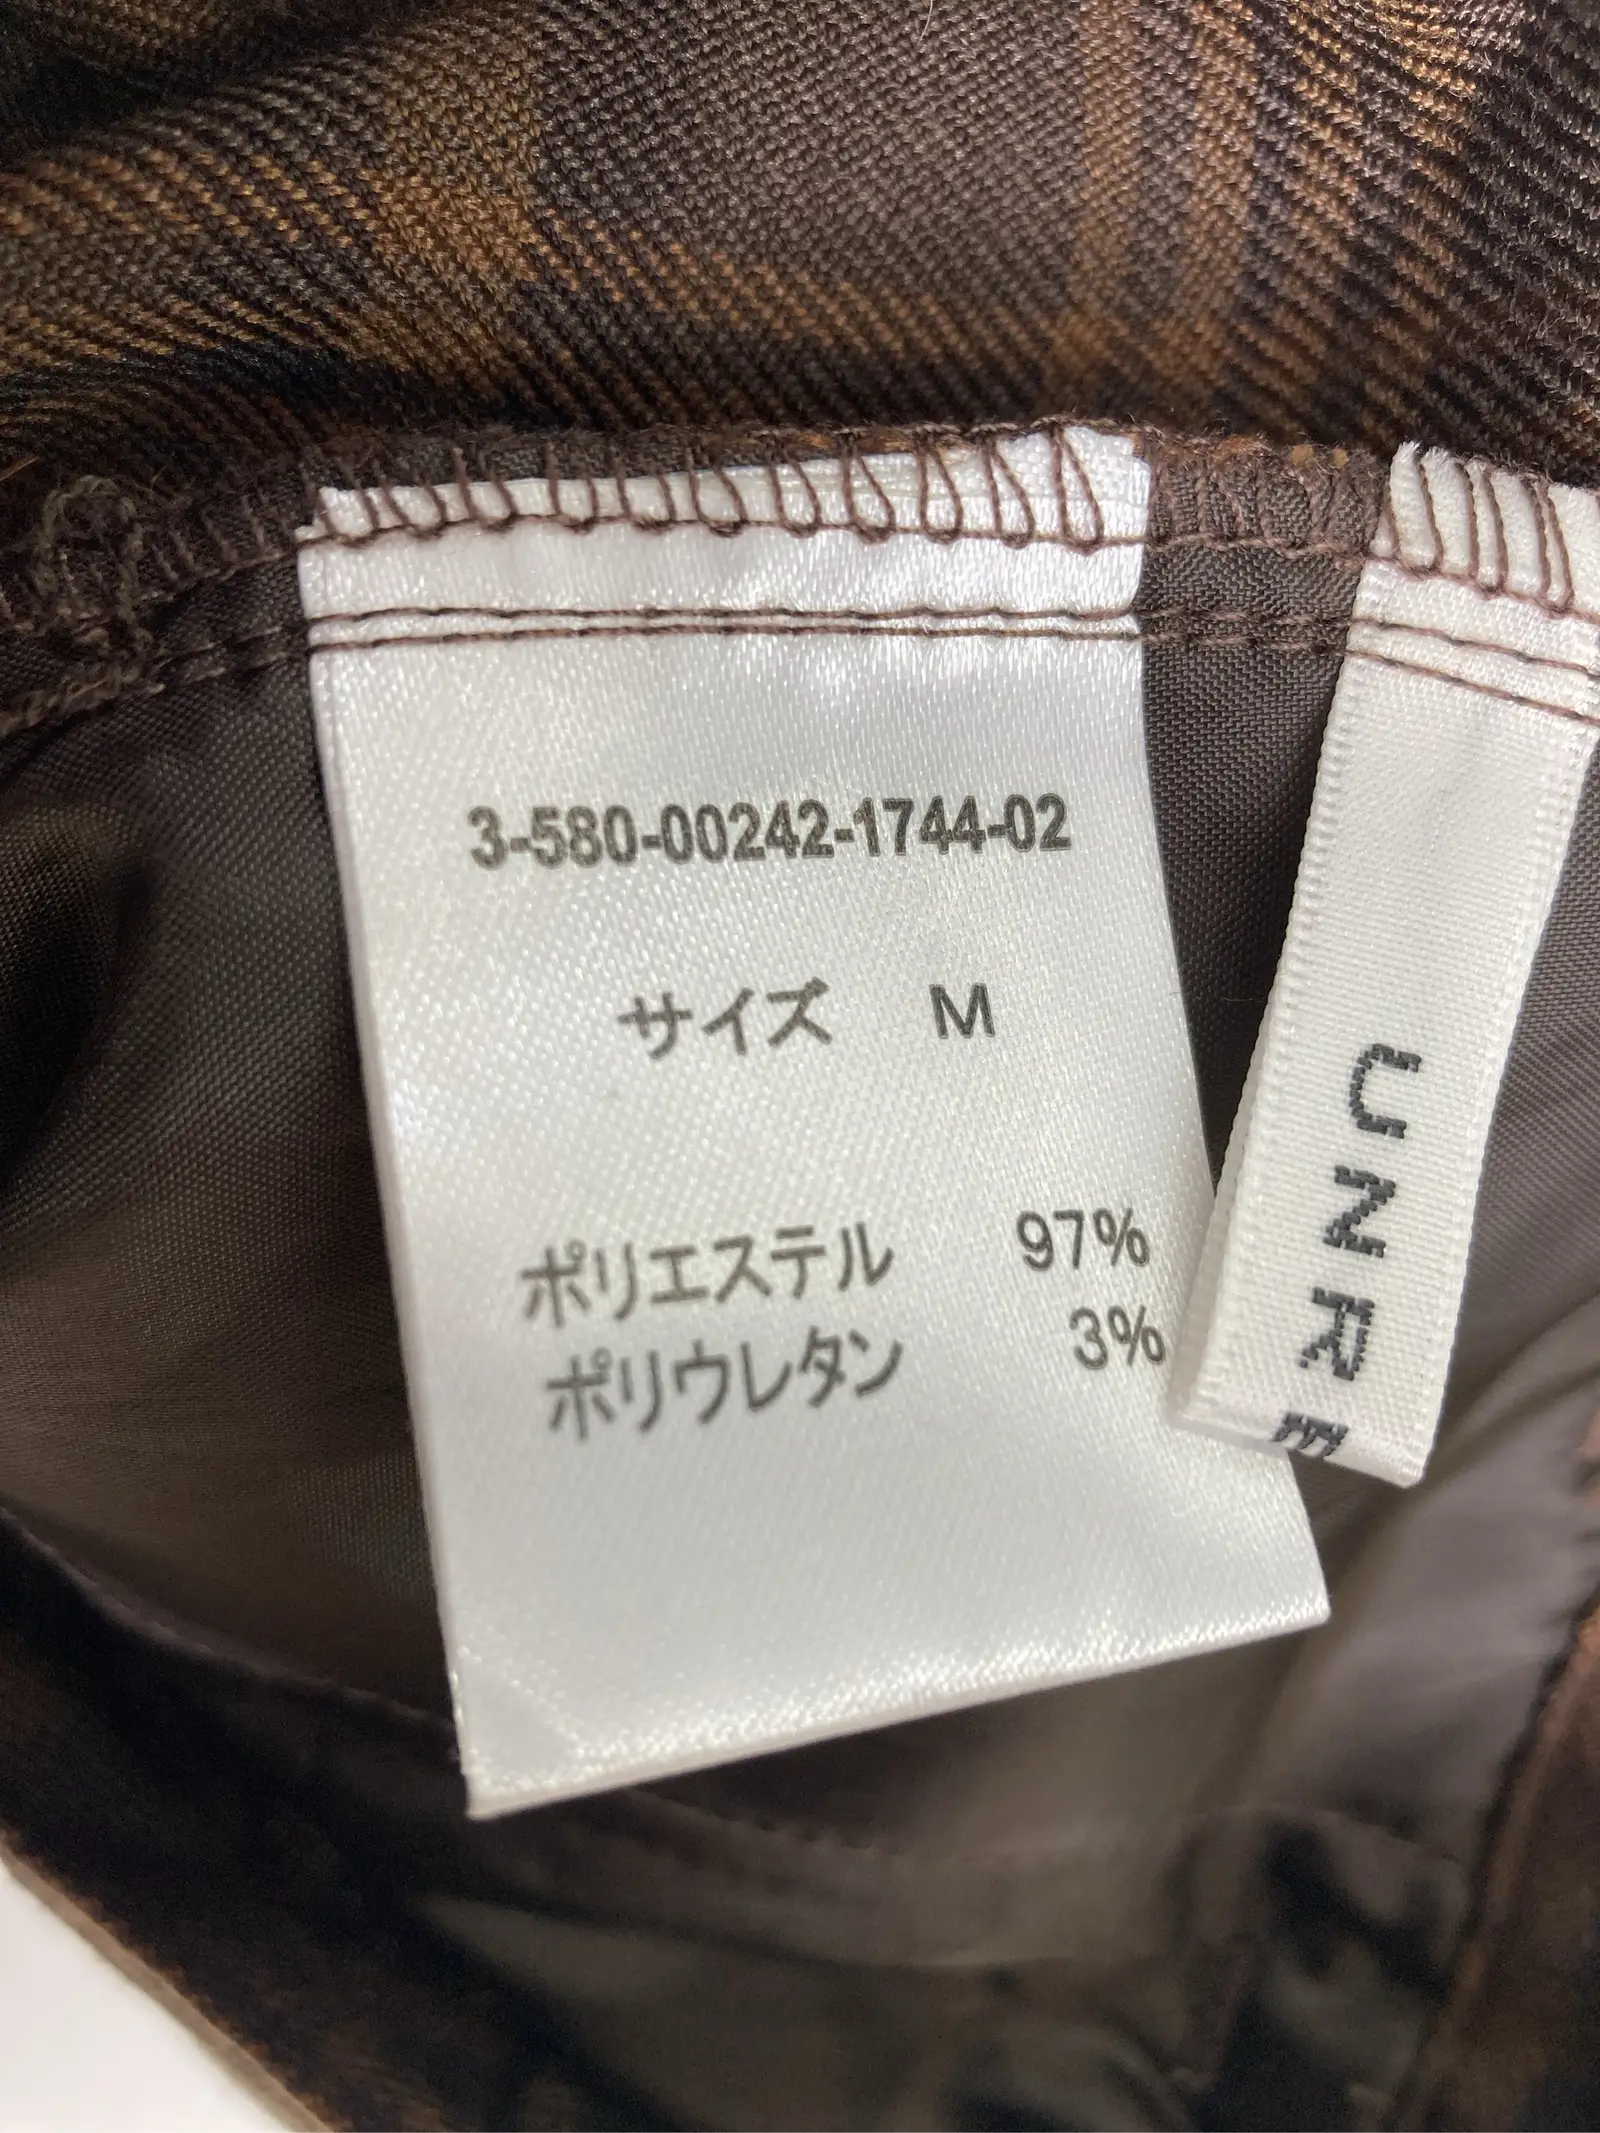 3-580-00242-1744-02
サイズ M
ポリエステル 97%
ポリウレタン 3%
UNRE